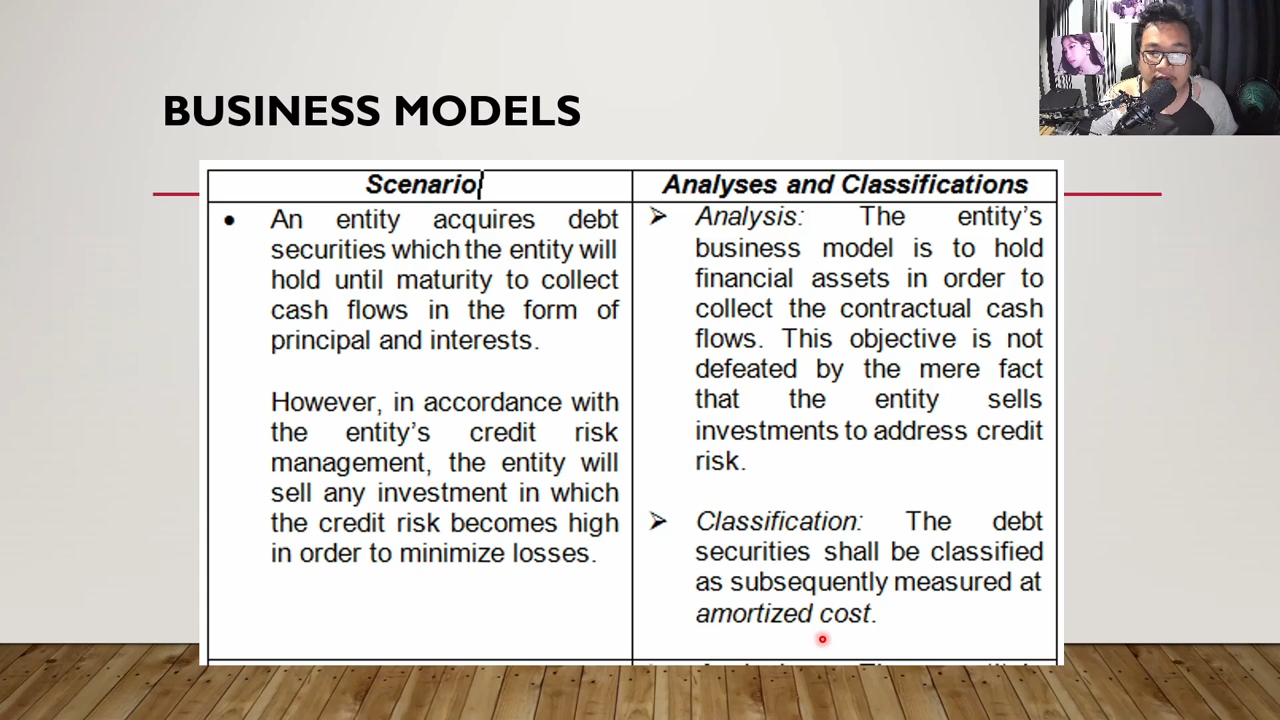 BUSINESS MODELS
Scenario
Analyses and Classifications
• An entity acquires debt
securities which the entity will
hold until maturity to collect
cash flows in the form of
principal and interests.
However, in accordance with
the entity's credit risk
management, the entity will
sell any investment in which
the credit risk becomes high
in order to minimize losses.
➢ Analysis: The entity's
business model is to hold
financial assets in order to
collect the contractual cash
flows. This objective is not
defeated by the mere fact
that the entity sells
investments to address credit
risk.
➢ Classification: The debt
securities shall be classified
as subsequently measured at
amortized cost.